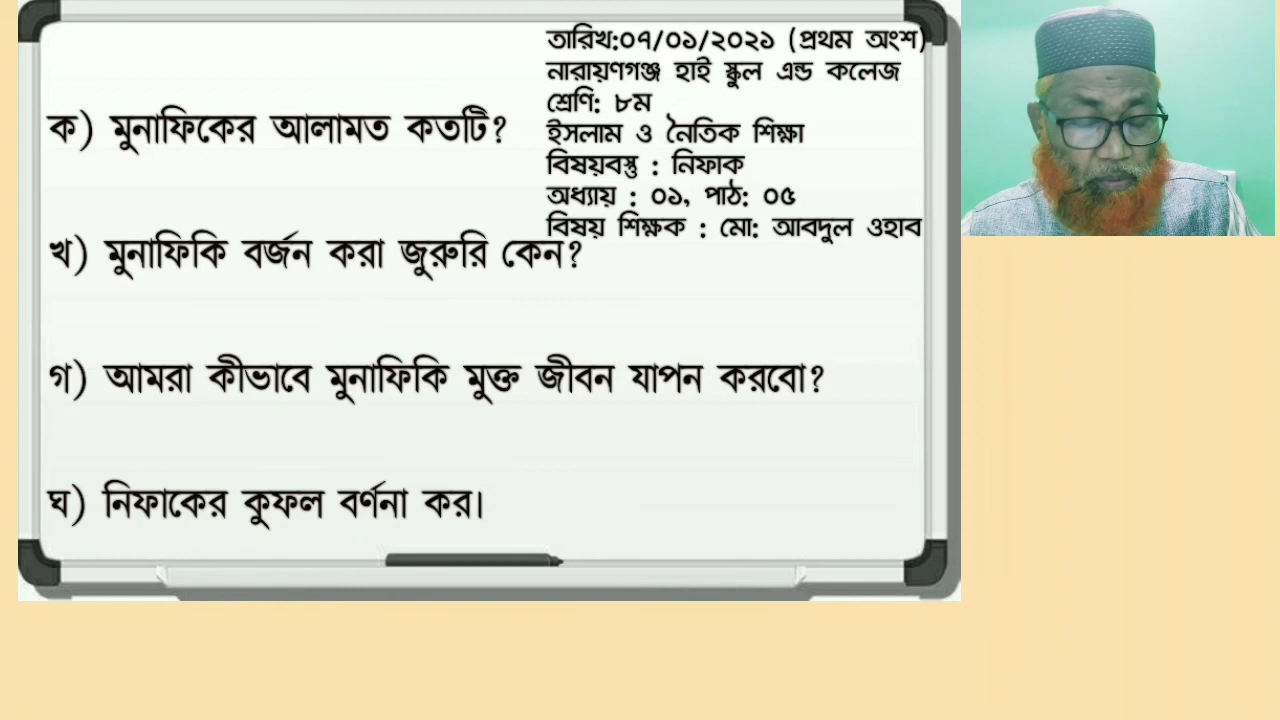 তারিখ:০৭/০১/২০২১ (প্রথম অংশ)
নারায়ণগঞ্জ হাই স্কুল এন্ড কলেজ
শ্রেণি: ৮ম
ইসলাম ও নৈতিক শিক্ষা
বিষয়বস্তু : নিফাক
অধ্যায় : ০১, পাঠ: ০৫
বিষয় শিক্ষক : মো: আবদুল ওহাব
ক) মুনাফিকের আলামত কতটি?
খ) মুনাফিকি বর্জন করা জুরুরি কেন?
গ) আমরা কীভাবে মুনাফিকি মুক্ত জীবন যাপন করবো?
ঘ) নিফাকের কুফল বর্ণনা কর।